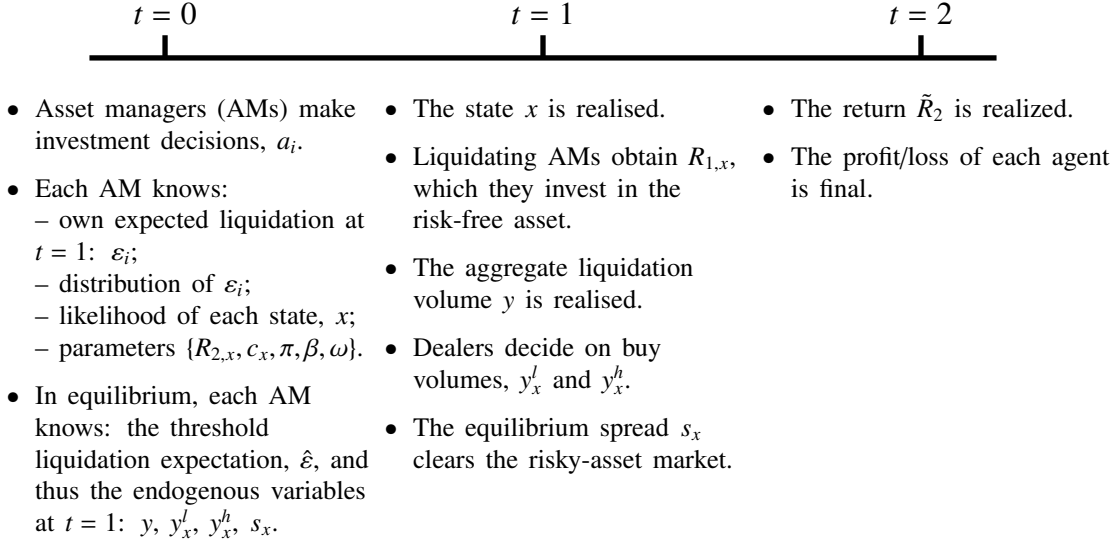 t = 0
t = 1
t = 2
• Asset managers (AMs) make
investment decisions, aᵢ.
• Each AM knows:
– own expected liquidation at
t = 1: εᵢ;
– distribution of εᵢ;
– likelihood of each state, x;
– parameters {R₂,ₓ, cₓ, π, β, ω}.
• In equilibrium, each AM
knows: the threshold
liquidation expectation, ε̂, and
thus the endogenous variables
at t = 1: y, yₓˡ, yₓʰ, sₓ.
• The state x is realised.
• Liquidating AMs obtain R₁,ₓ,
which they invest in the
risk-free asset.
• The aggregate liquidation
volume y is realised.
• Dealers decide on buy
volumes, yₓˡ and yₓʰ.
• The equilibrium spread sₓ
clears the risky-asset market.
• The return R̃₂ is realized.
• The profit/loss of each agent
is final.